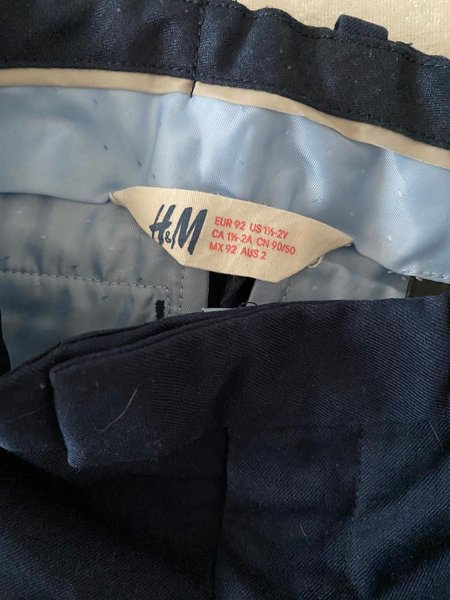 H&M
EUR 92 US 1½-2Y
CA 1½-2A CN 90/50
MX 92 AUS 2